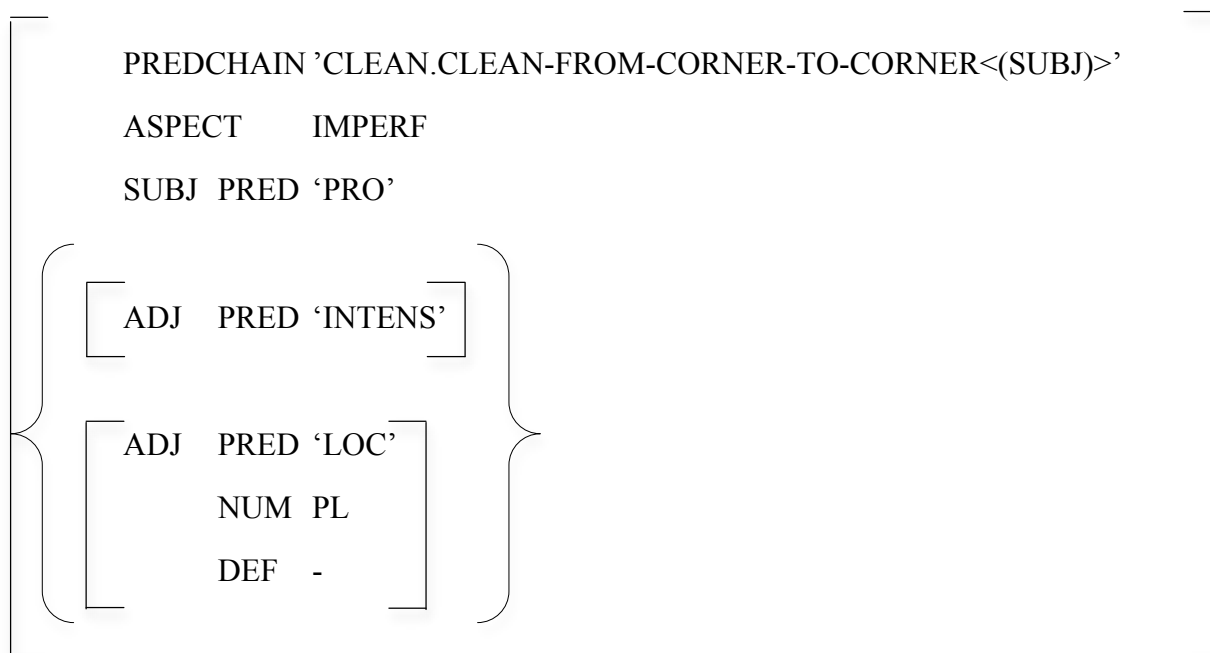 PREDCHAIN ’CLEAN.CLEAN-FROM-CORNER-TO-CORNER<(SUBJ)>’
ASPECT IMPERF
SUBJ PRED ‘PRO’
ADJ PRED ‘INTENS’
ADJ PRED ‘LOC’
NUM PL
DEF -